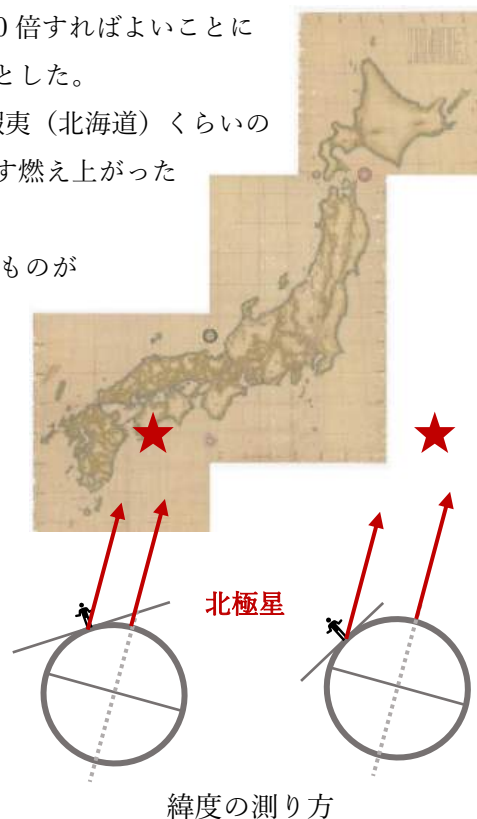 0 倍すればよいことに
とした。
夷（北海道）くらいの
す燃え上がった
ものが
北極星
緯度の測り方